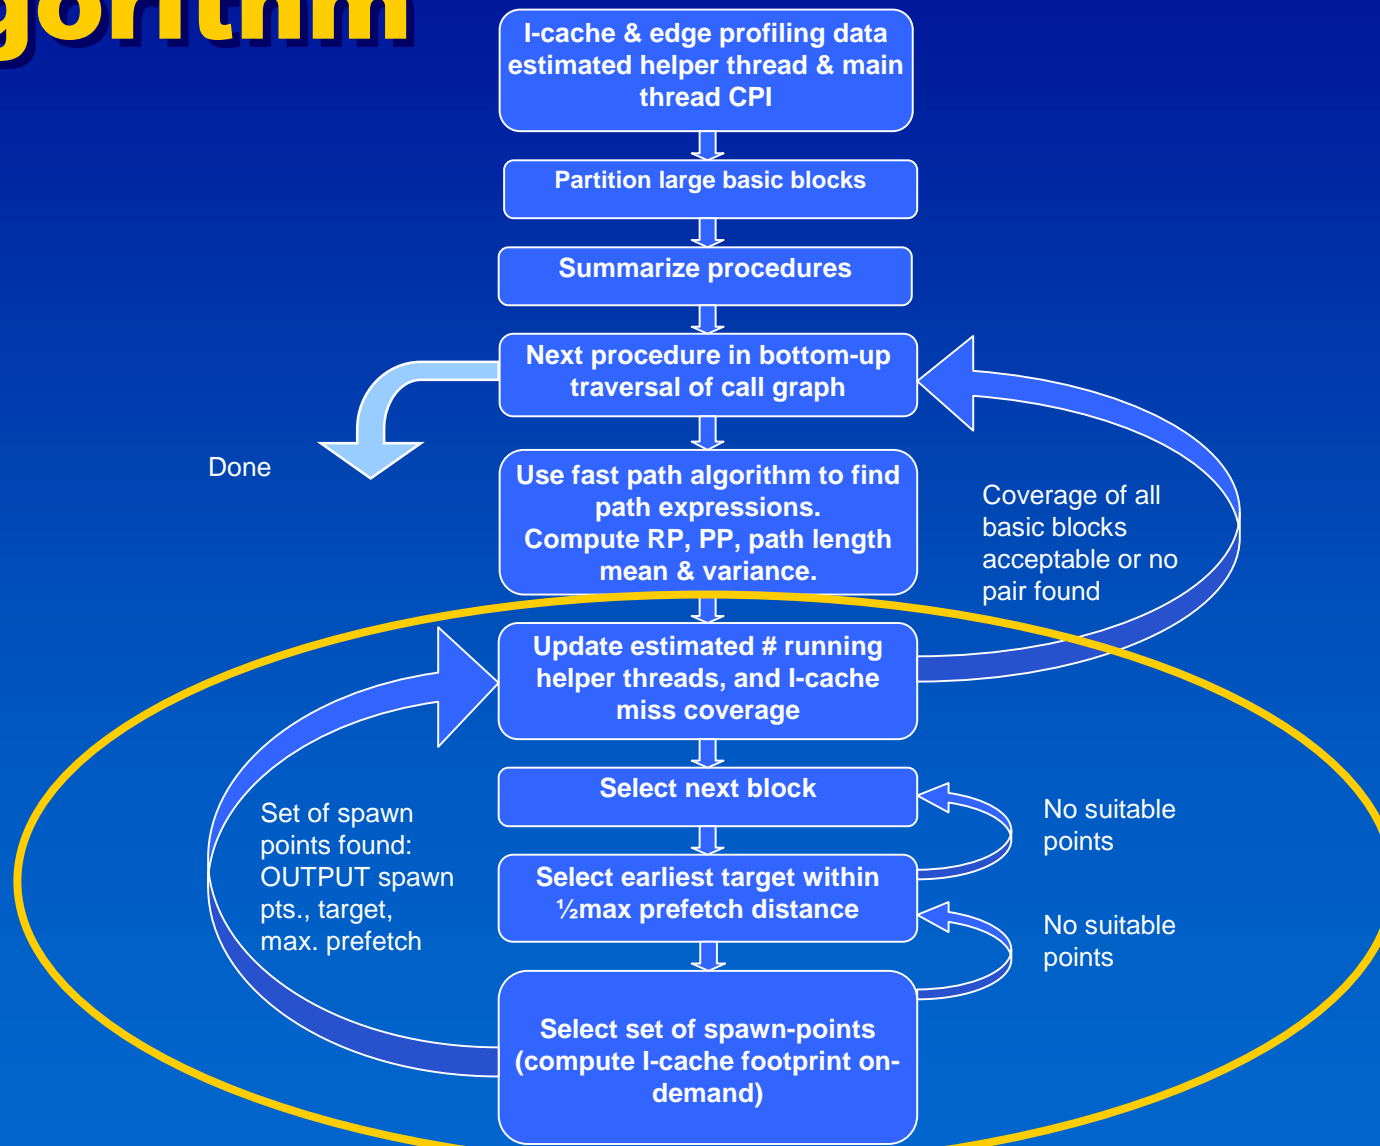 gorithm
I-cache & edge profiling data
estimated helper thread & main
thread CPI
Partition large basic blocks
Summarize procedures
Next procedure in bottom-up
traversal of call graph
Done
Use fast path algorithm to find
path expressions.
Compute RP, PP, path length
mean & variance.
Coverage of all
basic blocks
acceptable or no
pair found
Update estimated # running
helper threads, and I-cache
miss coverage
Select next block
No suitable
points
Set of spawn
points found:
OUTPUT spawn
pts., target,
max. prefetch
Select earliest target within
½max prefetch distance
No suitable
points
Select set of spawn-points
(compute I-cache footprint on-
demand)